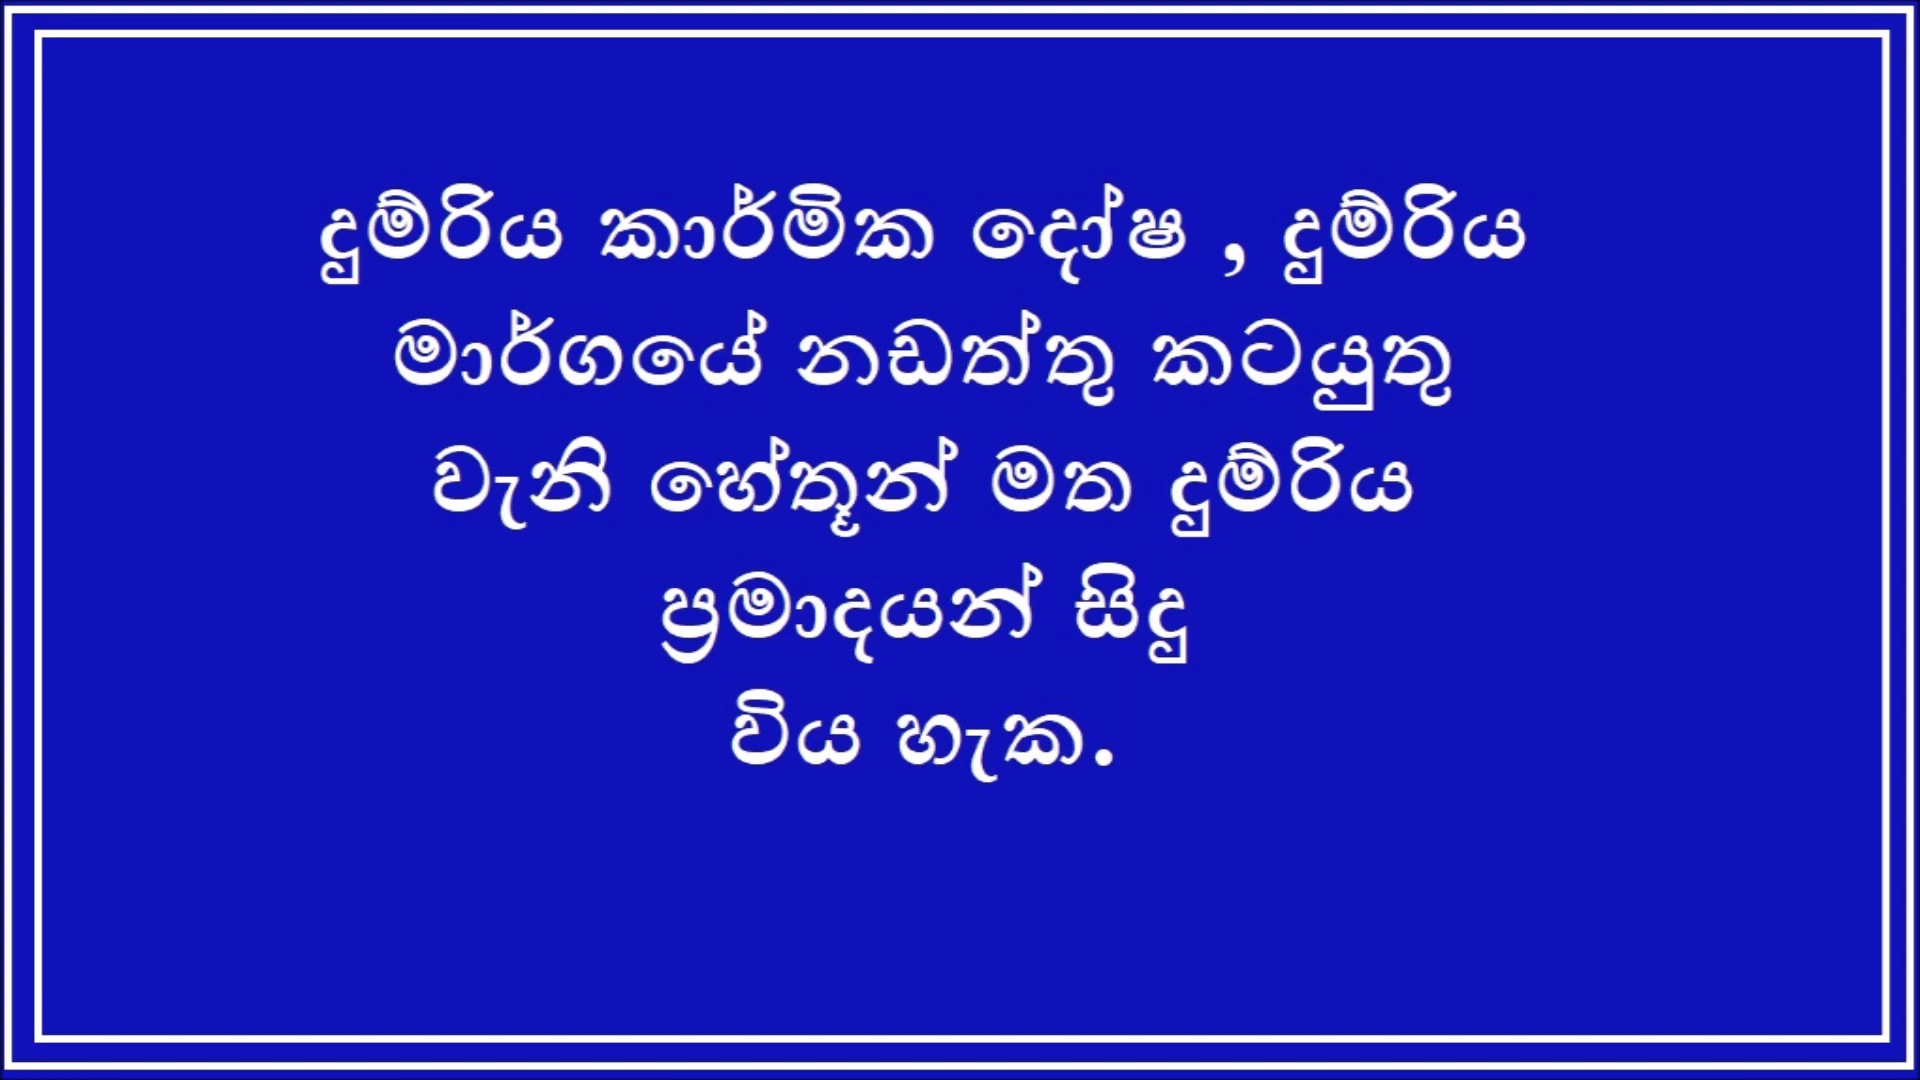 දුම්රිය කාර්මික දෝෂ , දුම්රිය
මාර්ගයේ නඩත්තු කටයුතු
වැනි හේතූන් මත දුම්රිය
ප්‍රමාදයන් සිදු
විය හැක.